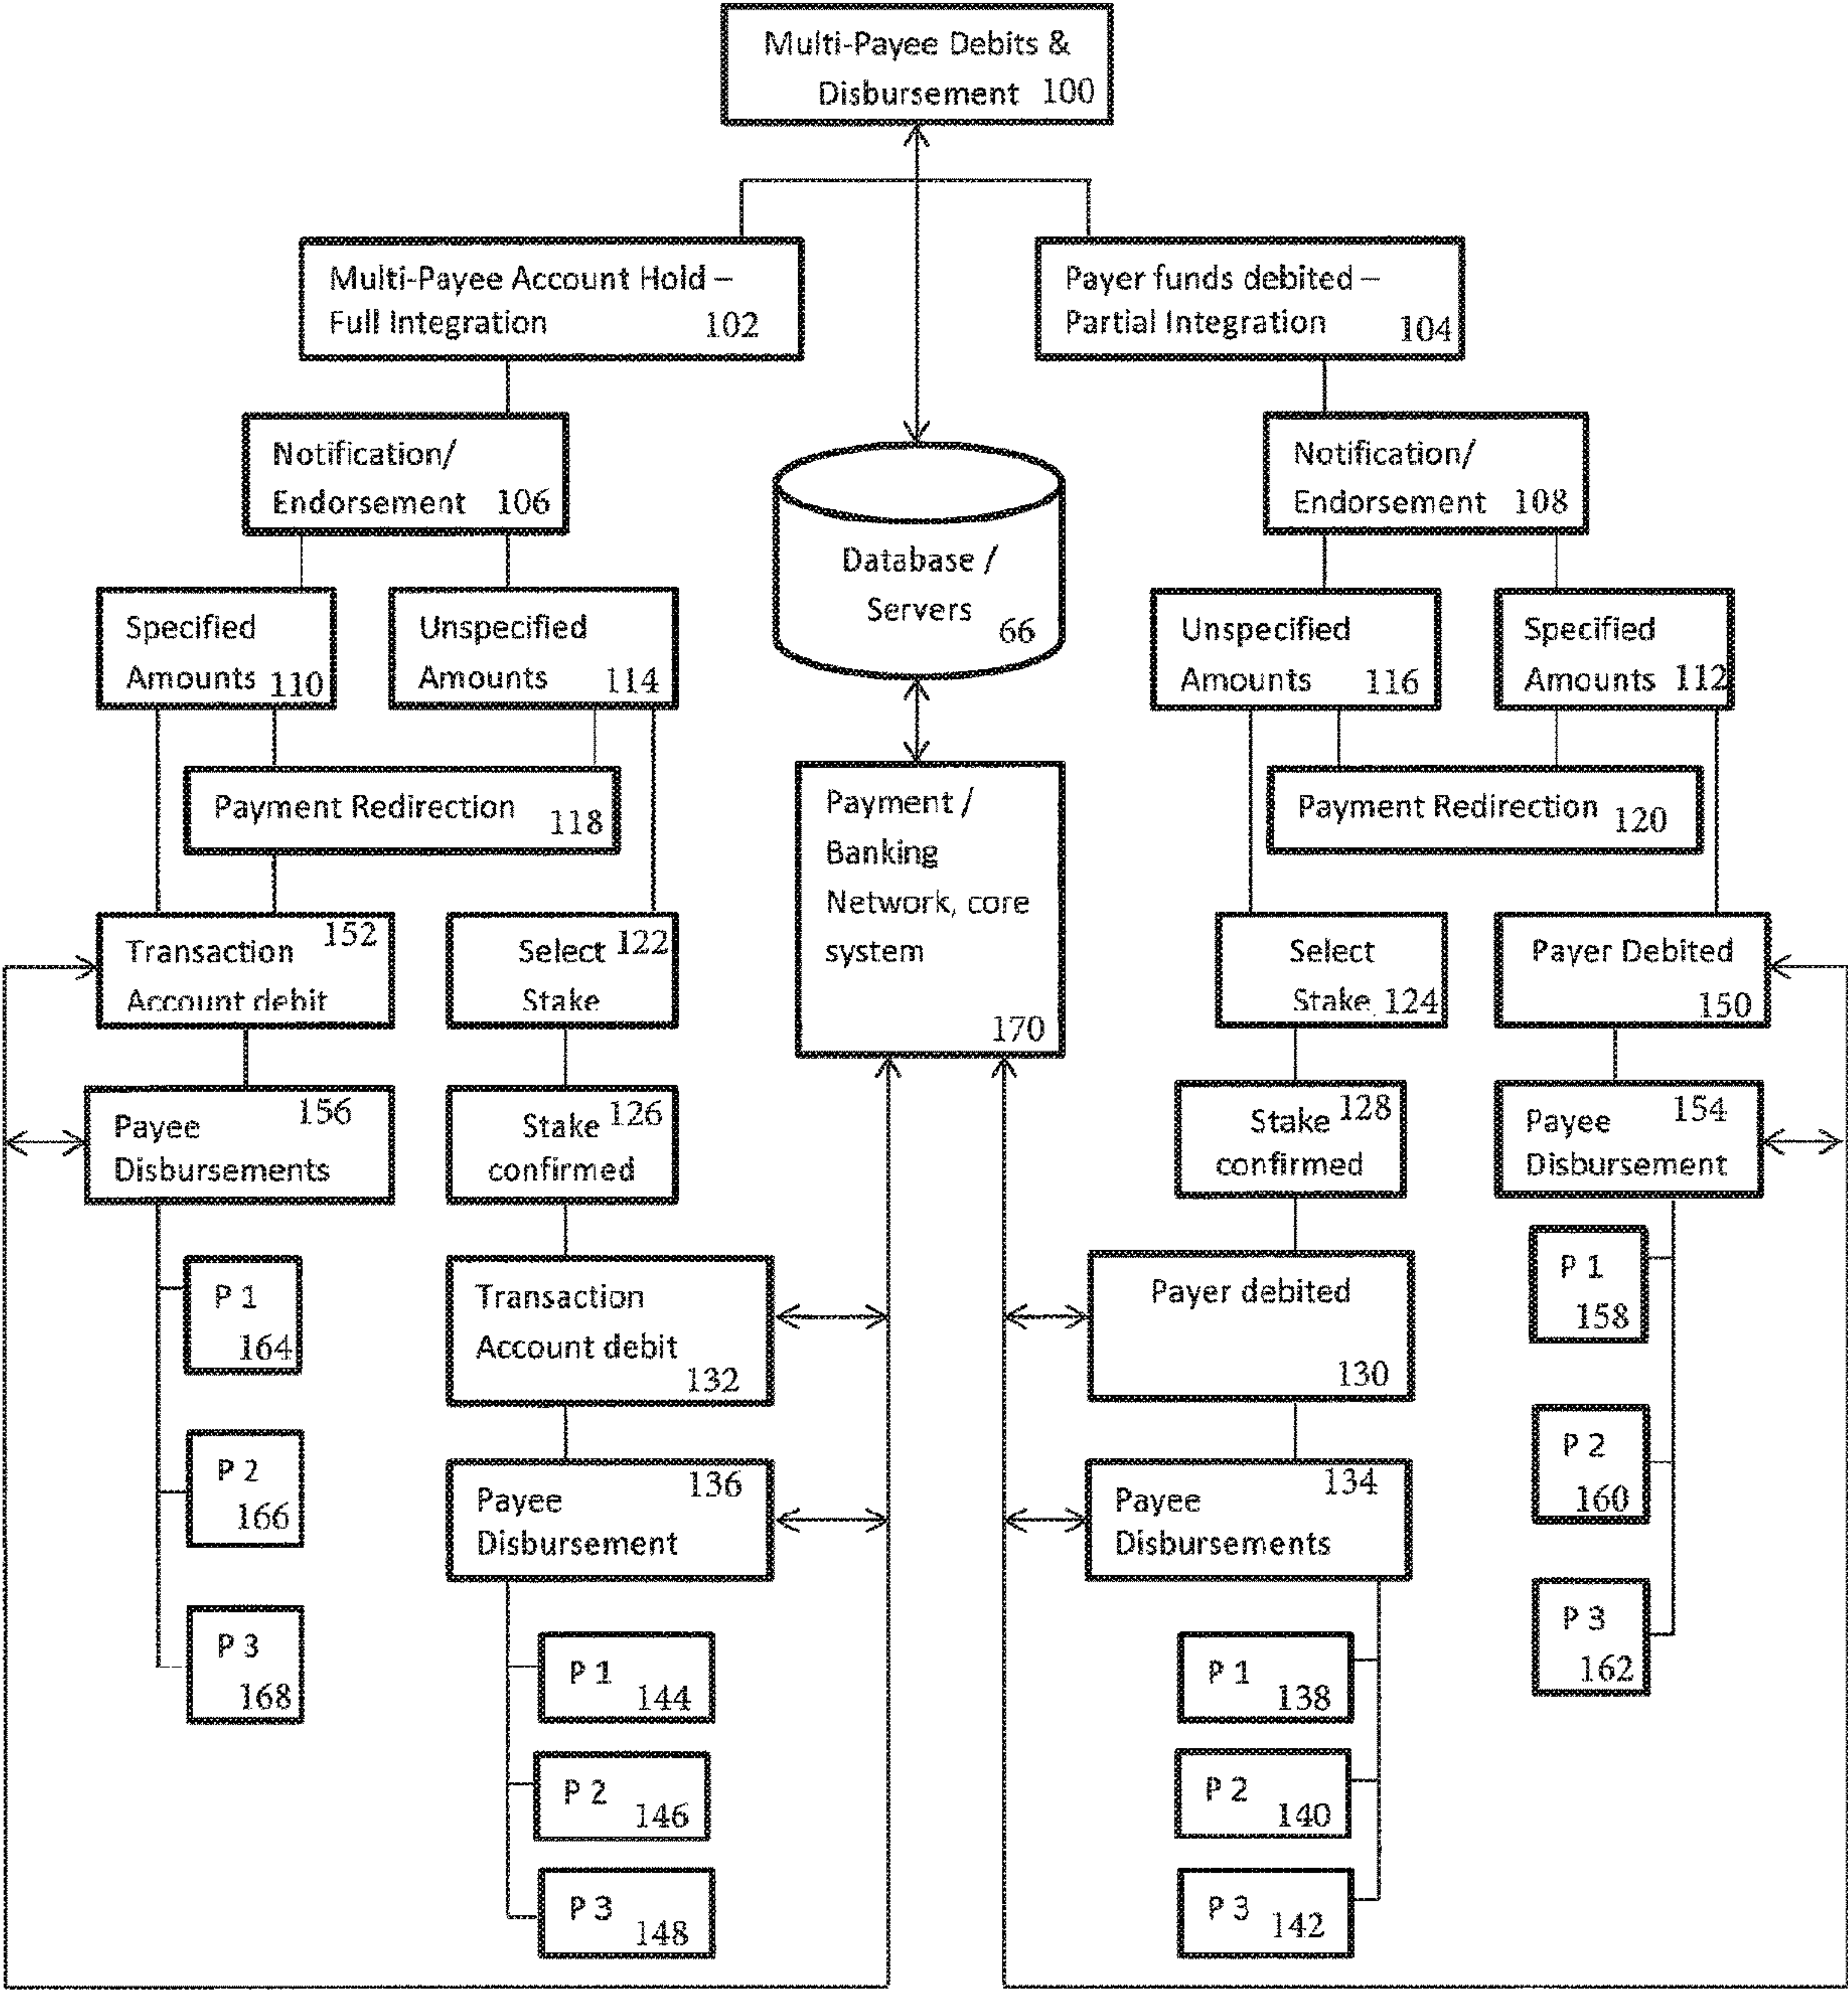 Multi-Payee Debits &
Disbursement 100
Multi-Payee Account Hold –
Full Integration 102
Payer funds debited –
Partial Integration 104
Notification/
Endorsement 106
Notification/
Endorsement 108
Database /
Servers
66
Specified
Amounts 110
Unspecified
Amounts 114
Unspecified
Amounts 116
Specified
Amounts 112
Payment Redirection 118
Payment /
Banking
Network, core
system
170
Payment Redirection 120
152
Transaction
Account debit
Select 122
Stake
Select
Stake 124
Payer Debited
150
156
Payee
Disbursements
Stake 126
confirmed
128
Stake
confirmed
154
Payee
Disbursement
P 1
164
Transaction
Account debit
132
Payer debited
130
P 1
158
P 2
166
136
Payee
Disbursement
134
Payee
Disbursements
P 2
160
P 3
168
P 1
144
P 1
138
P 3
162
P 2
146
P 2
140
P 3
148
P 3 142